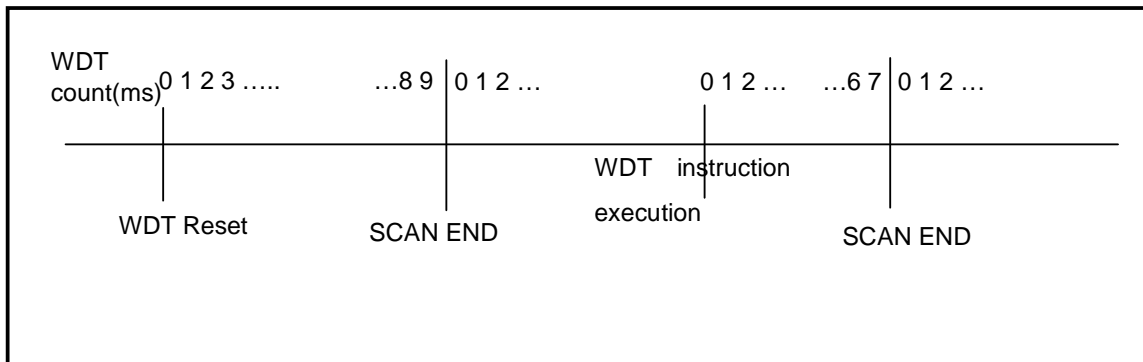 WDT
count(ms) 0 1 2 3 ….. …8 9 0 1 2 … 0 1 2 … …6 7 0 1 2 …
WDT instruction
execution
WDT Reset SCAN END SCAN END